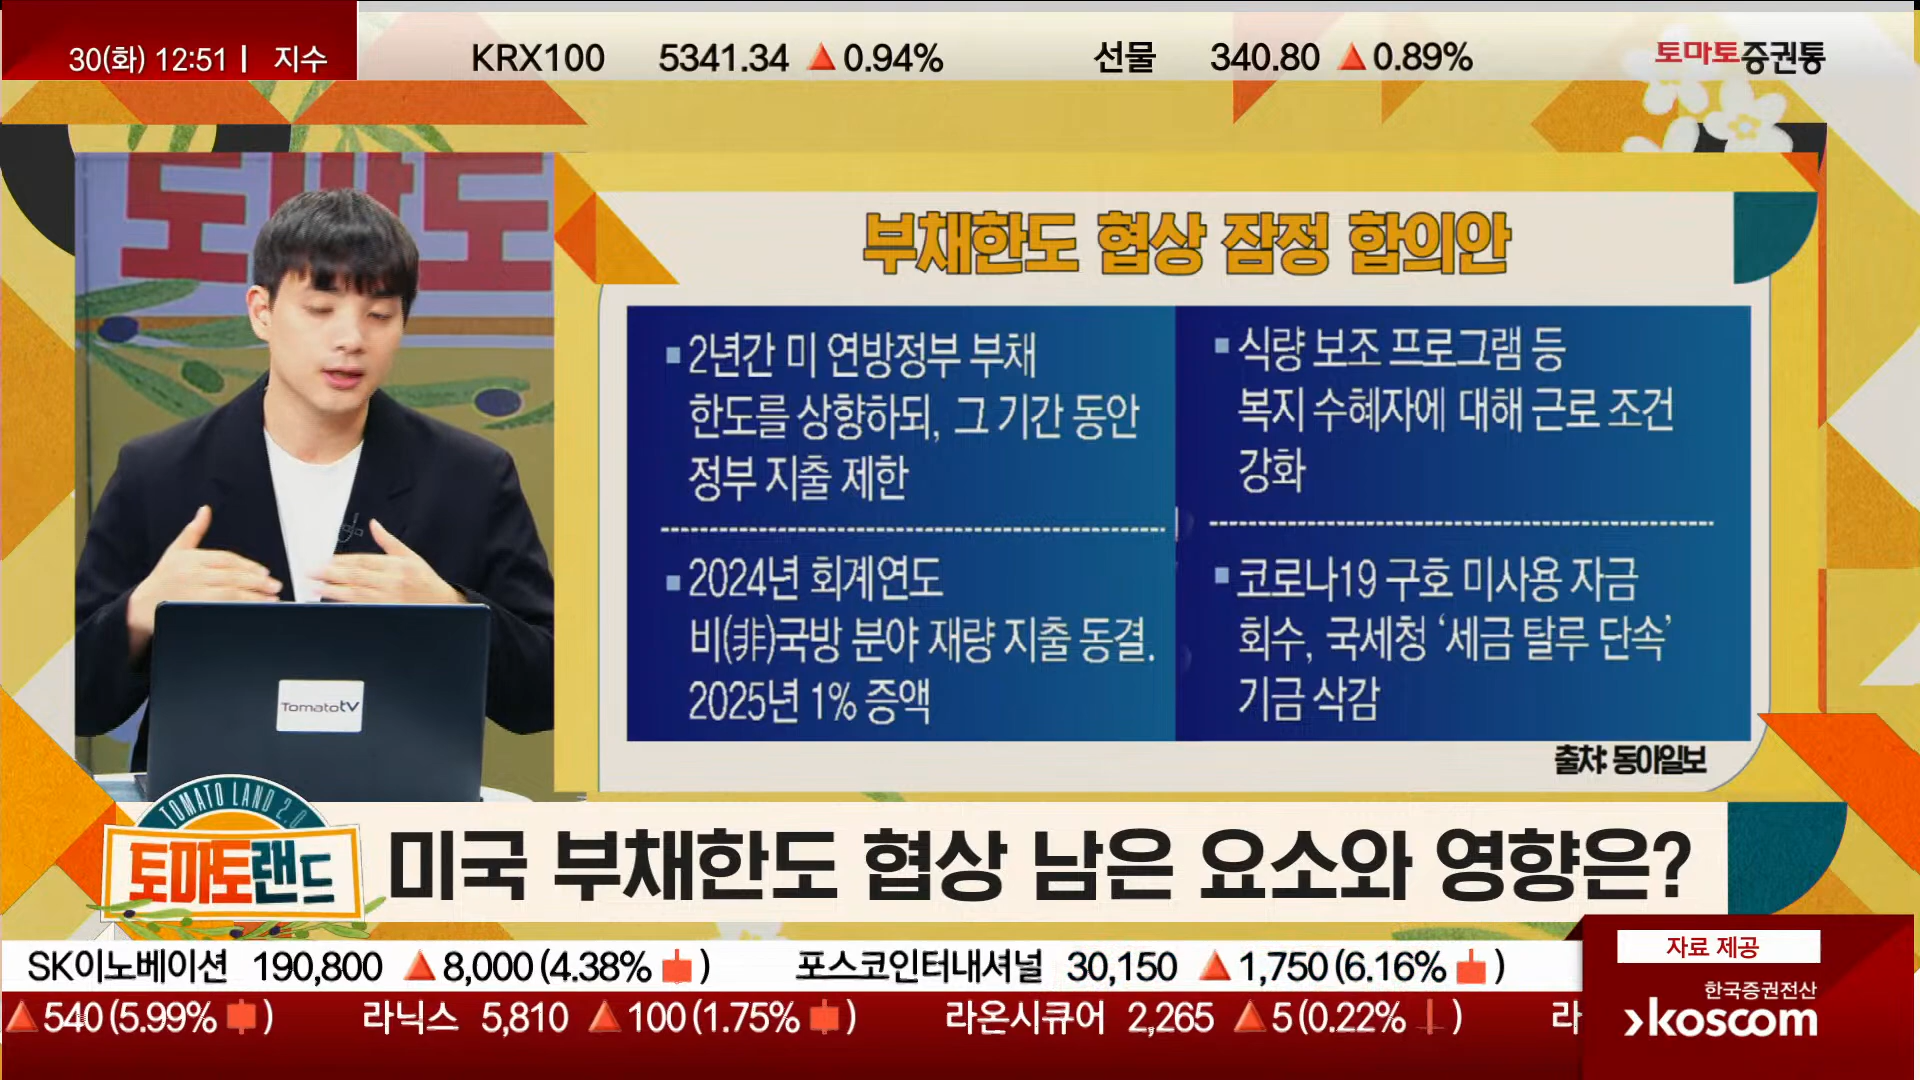 30(화) 12:51 | 지수 KRX100 5341.34 ▲0.94% 선물 340.80 ▲0.89% 토마토증권통
토마토
부채한도 협상 잠정 합의안
▪2년간 미 연방정부 부채
한도를 상향하되, 그 기간 동안
정부 지출 제한
▪2024년 회계연도
비(非)국방 분야 재량 지출 동결.
2025년 1% 증액
▪식량 보조 프로그램 등
복지 수혜자에 대해 근로 조건
강화
▪코로나19 구호 미사용 자금
회수, 국세청 ‘세금 탈루 단속’
기금 삭감
출처: 동아일보
TomatotV
TOMATO LAND 2.0
토마토랜드
미국 부채한도 협상 남은 요소와 영향은?
SK이노베이션 190,800 ▲8,000(4.38% ) 포스코인터내셔널 30,150 ▲1,750(6.16% )
▲540(5.99% ) 라닉스 5,810 ▲100(1.75% ) 라온시큐어 2,265 ▲5(0.22% ) 라
자료 제공
한국증권전산
koscom